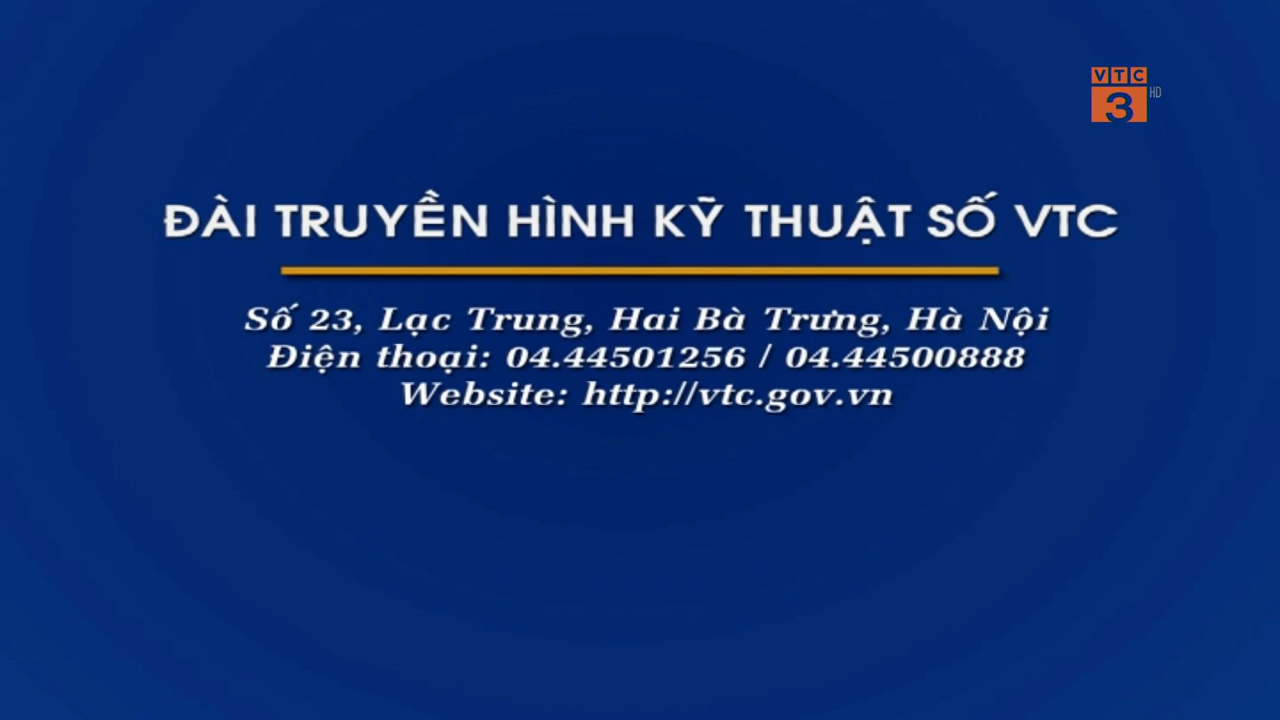 VTC
3 HD
ĐÀI TRUYỀN HÌNH KỸ THUẬT SỐ VTC
Số 23, Lạc Trung, Hai Bà Trưng, Hà Nội
Điện thoại: 04.44501256 / 04.44500888
Website: http://vtc.gov.vn